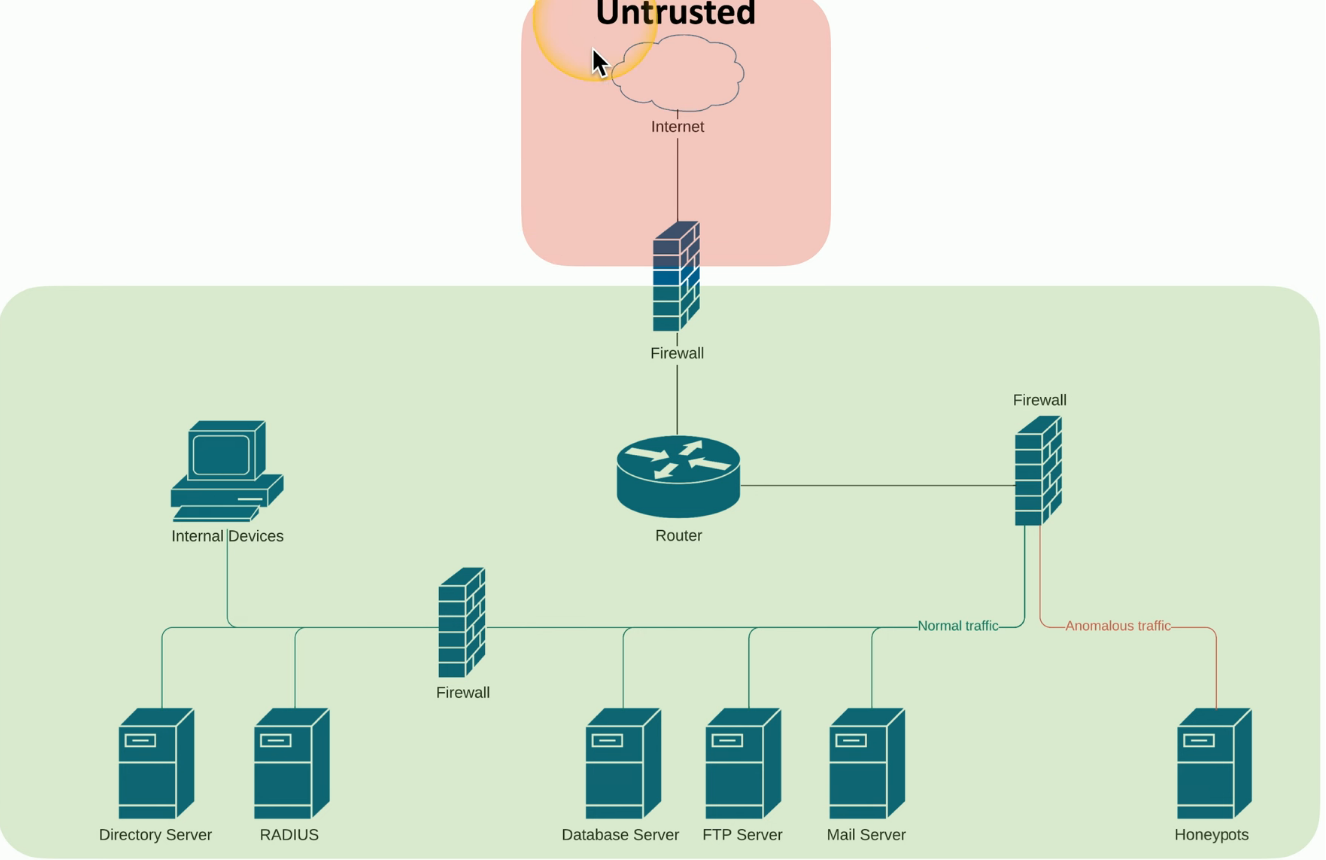 Untrusted
Internet
Firewall
Firewall
Internal Devices
Router
Normal traffic
Anomalous traffic
Firewall
Directory Server
RADIUS
Database Server
FTP Server
Mail Server
Honeypots